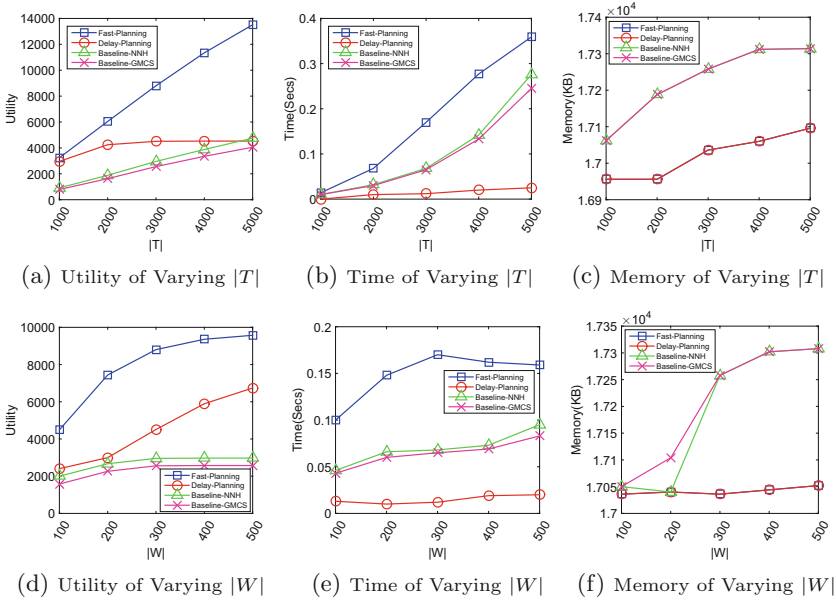 14000
12000
10000
8000
6000
4000
2000
0
Utility
Fast-Planning
Delay-Planning
Baseline-NNH
Baseline-GMCS
1000
2000
3000
4000
5000
|T|
(a) Utility of Varying |T|
0.4
0.3
0.2
0.1
0
Time(Secs)
Fast-Planning
Delay-Planning
Baseline-NNH
Baseline-GMCS
1000
2000
3000
4000
5000
|T|
(b) Time of Varying |T|
×10⁴
1.74
1.73
1.72
1.71
1.7
1.69
Memory(KB)
Fast-Planning
Delay-Planning
Baseline-NNH
Baseline-GMCS
1000
2000
3000
4000
5000
|T|
(c) Memory of Varying |T|
10000
8000
6000
4000
2000
0
Utility
Fast-Planning
Delay-Planning
Baseline-NNH
Baseline-GMCS
100
200
300
400
500
|W|
(d) Utility of Varying |W|
0.2
0.15
0.1
0.05
0
Time(Secs)
Fast-Planning
Delay-Planning
Baseline-NNH
Baseline-GMCS
100
200
300
400
500
|W|
(e) Time of Varying |W|
×10⁴
1.735
1.73
1.725
1.72
1.715
1.71
1.705
1.7
Memory(KB)
Fast-Planning
Delay-Planning
Baseline-NNH
Baseline-GMCS
100
200
300
400
500
|W|
(f) Memory of Varying |W|